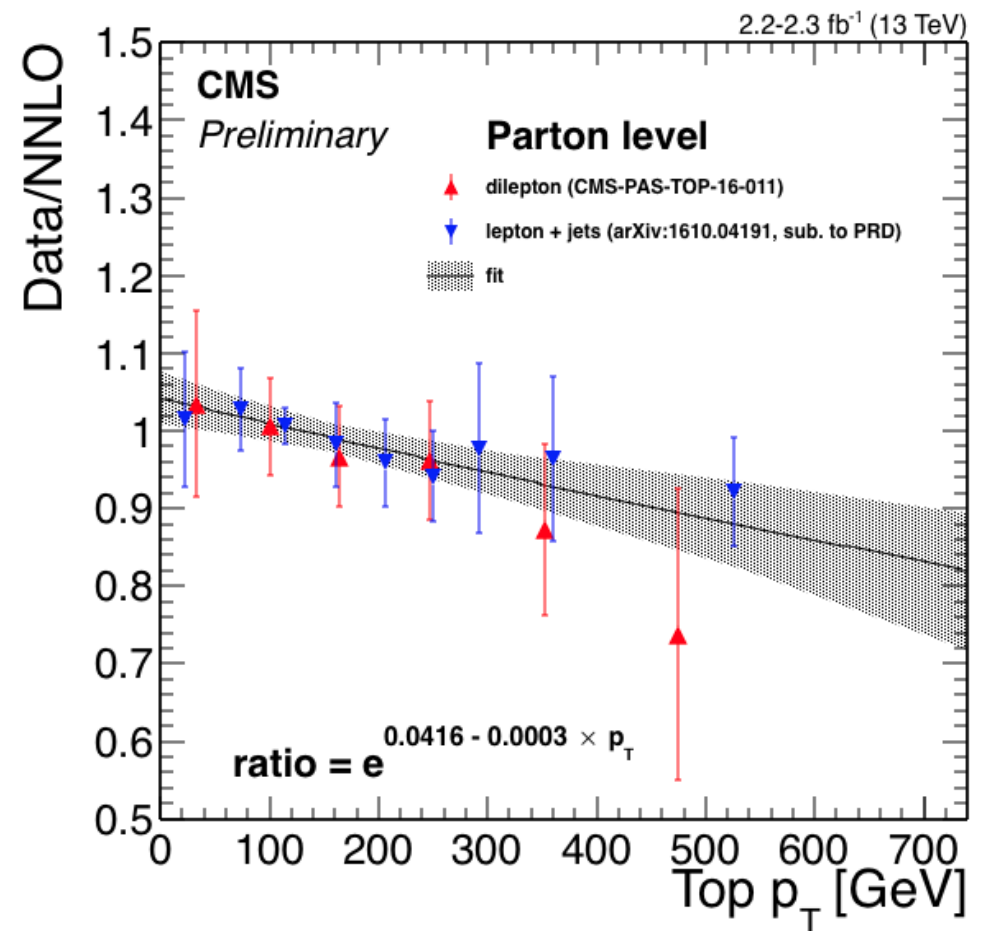 2.2-2.3 fb⁻¹ (13 TeV)
Data/NNLO
CMS
Preliminary
Parton level
dilepton (CMS-PAS-TOP-16-011)
lepton + jets (arXiv:1610.04191, sub. to PRD)
fit
1.5
1.4
1.3
1.2
1.1
1
0.9
0.8
0.7
0.6
0.5
ratio = e^{0.0416 - 0.0003 × p_T}
0 100 200 300 400 500 600 700
Top p_T [GeV]